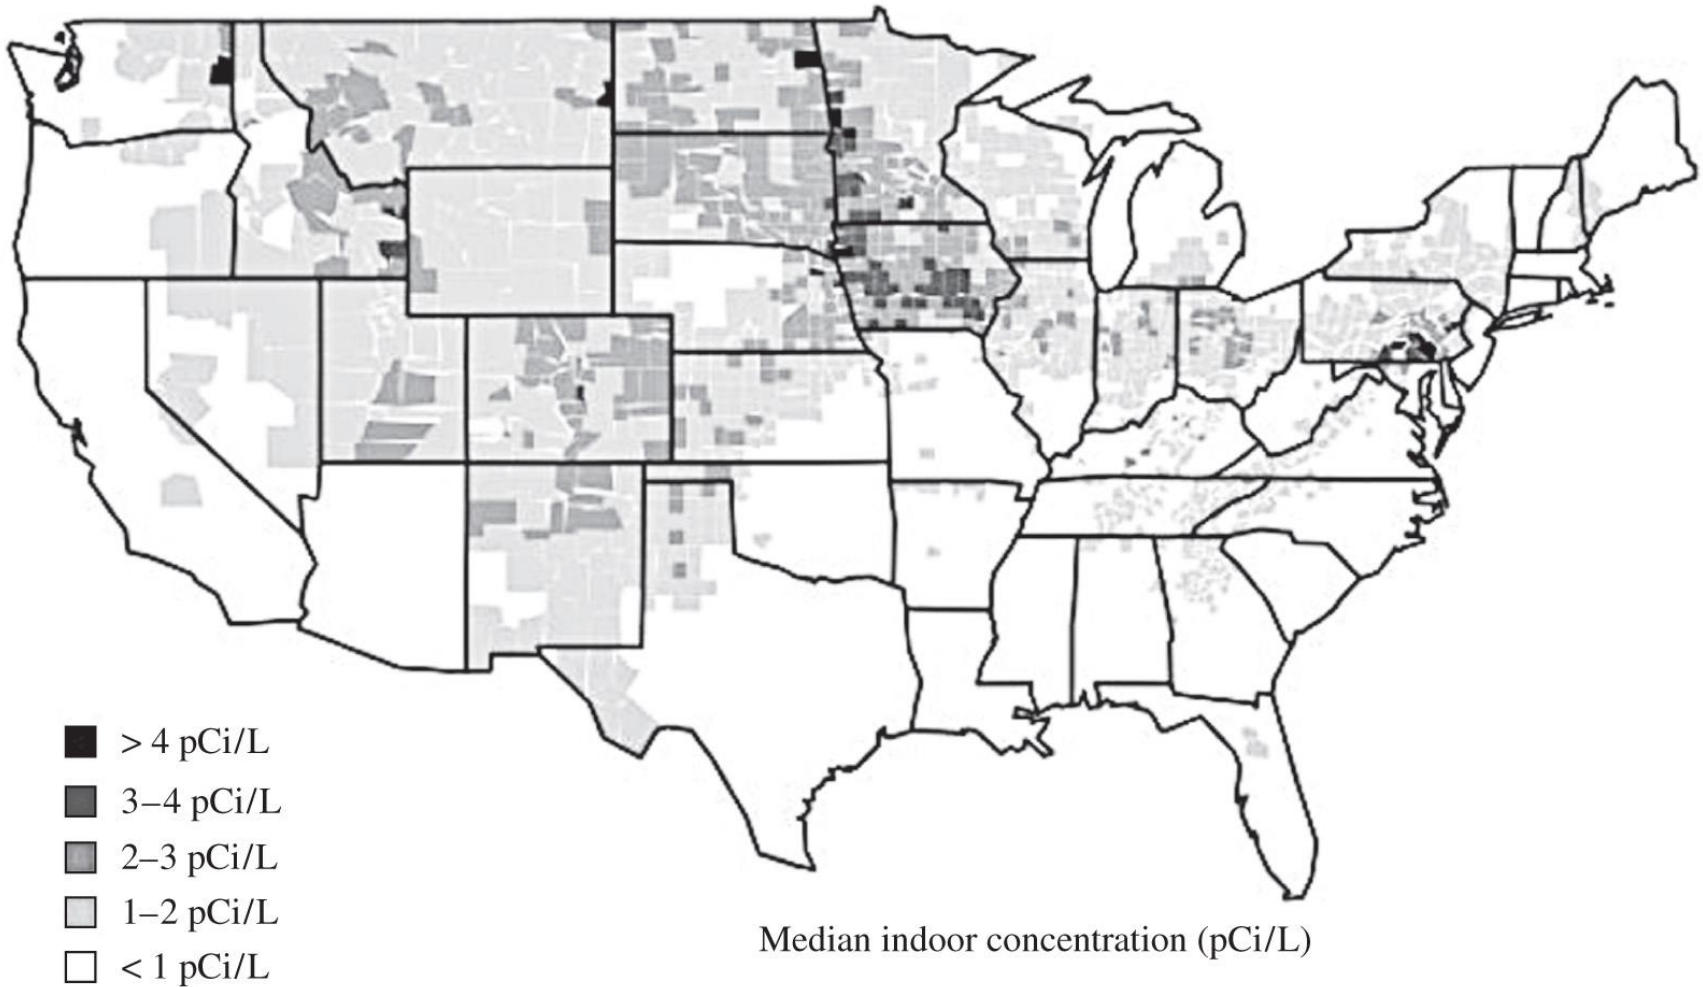 > 4 pCi/L
3–4 pCi/L
2–3 pCi/L
1–2 pCi/L
< 1 pCi/L
Median indoor concentration (pCi/L)